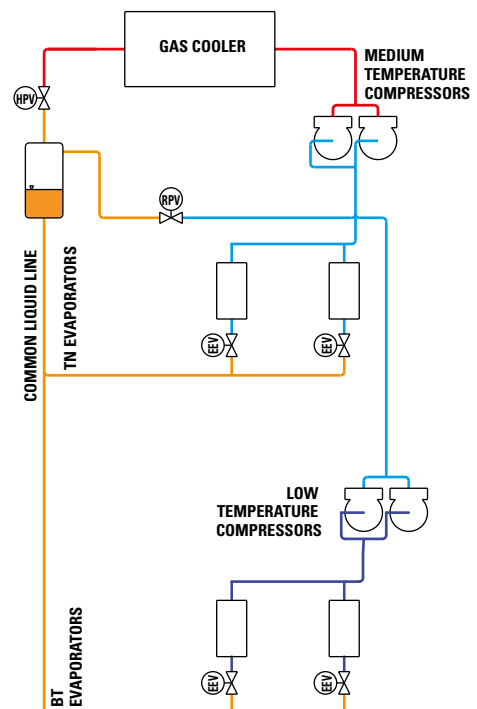 GAS COOLER
MEDIUM
TEMPERATURE
COMPRESSORS
HPV
RPV
COMMON LIQUID LINE
TN EVAPORATORS
EEV
EEV
LOW
TEMPERATURE
COMPRESSORS
BT
EVAPORATORS
EEV
EEV